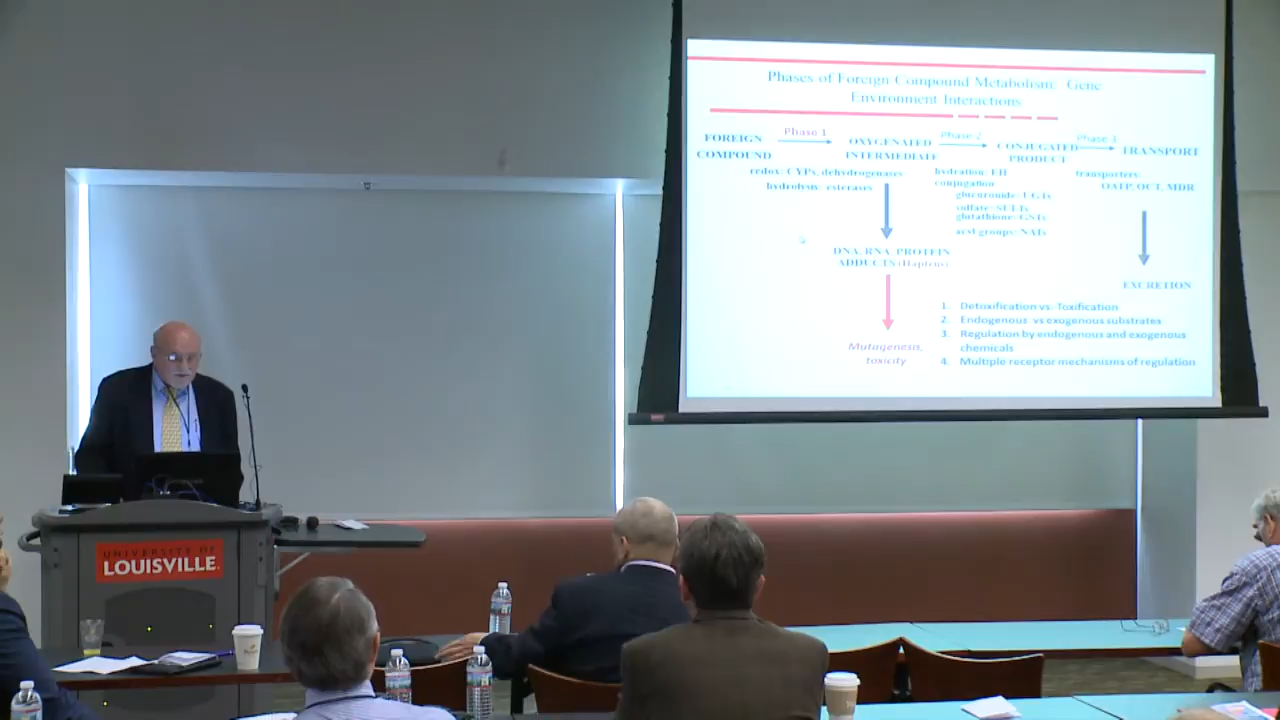 Phases of Foreign Compound Metabolism: Gene
Environment Interactions
FOREIGN
COMPOUND
Phase 1
OXYGENATED
INTERMEDIATE
Phase 2
CONJUGATED
PRODUCT
Phase 3
TRANSPORT
redox: CYPs, dehydrogenases
hydrolysis: esterases
hydration: EH
conjugation
glucuronide: UGTs
sulfate: SULTs
glutathione: GSTs
acyl groups: NATs
transporters:
OATP, OCT, MDR
DNA, RNA, PROTEIN
ADDUCTS (Haptens)
EXCRETION
Mutagenesis,
toxicity
1. Detoxification vs. Toxification
2. Endogenous vs exogenous substrates
3. Regulation by endogenous and exogenous
chemicals
4. Multiple receptor mechanisms of regulation
UNIVERSITY OF
LOUISVILLE.